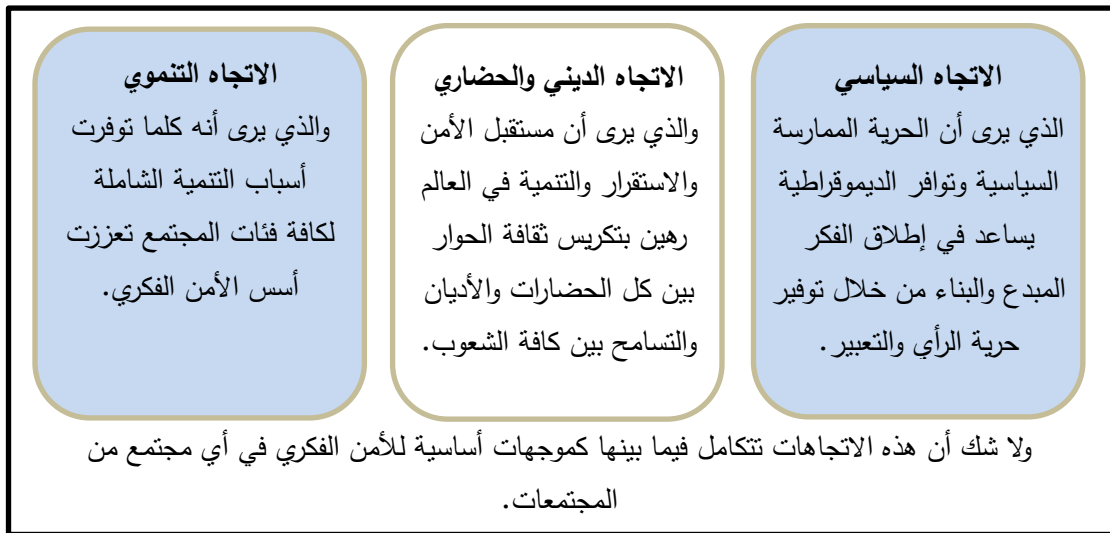 الاتجاه السياسي
الذي يرى أن الحرية الممارسة
السياسية وتوافر الديموقراطية
يساعد في إطلاق الفكر
المبدع والبناء من خلال توفير
حرية الرأي والتعبير.
الاتجاه الديني والحضاري
والذي يرى أن مستقبل الأمن
والاستقرار والتنمية في العالم
رهين بتكريس ثقافة الحوار
بين كل الحضارات والأديان
والتسامح بين كافة الشعوب.
الاتجاه التنموي
والذي يرى أنه كلما توفرت
أسباب التنمية الشاملة
لكافة فئات المجتمع تعززت
أسس الأمن الفكري.
ولا شك أن هذه الاتجاهات تتكامل فيما بينها كموجهات أساسية للأمن الفكري في أي مجتمع من
المجتمعات.